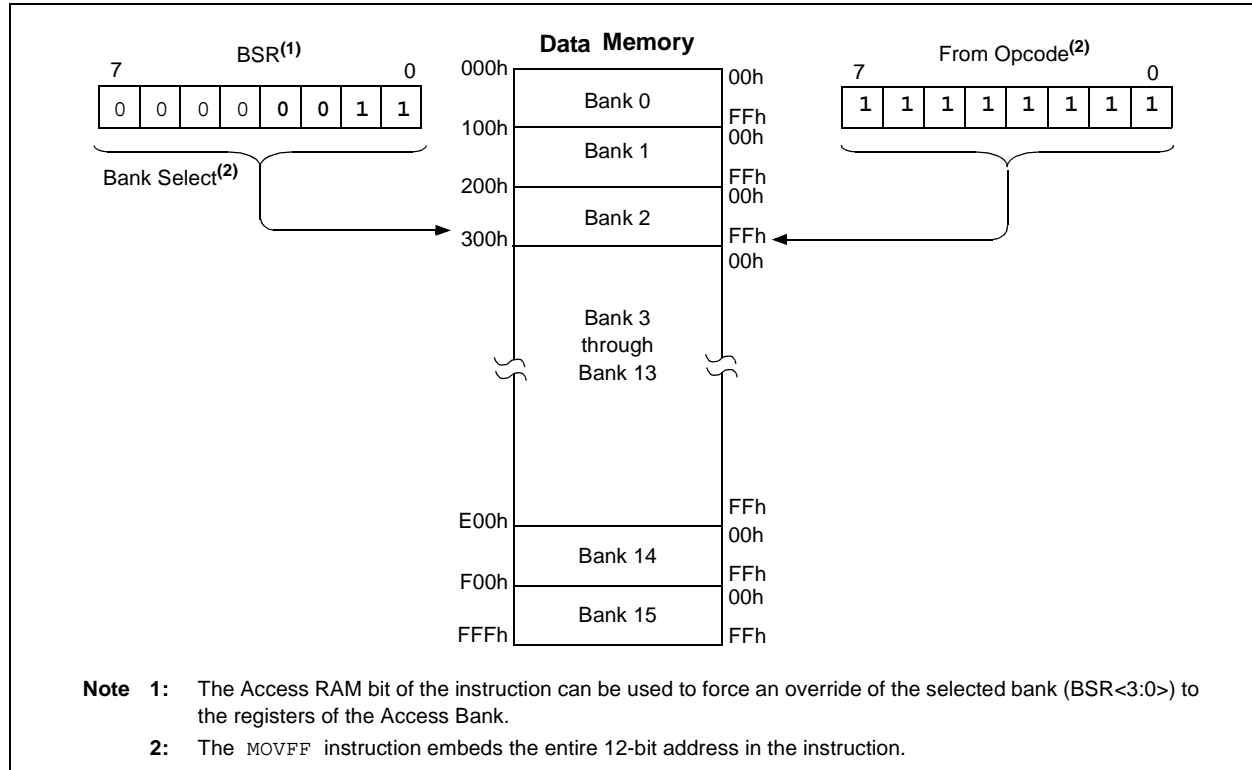 Data Memory
BSR(1)
7 0
0 0 0 0 0 0 1 1
Bank Select(2)
From Opcode(2)
7 0
1 1 1 1 1 1 1 1
000h
00h
Bank 0
FFh
100h
00h
Bank 1
FFh
200h
00h
Bank 2
FFh
300h
00h
Bank 3
through
Bank 13
FFh
E00h
00h
Bank 14
FFh
F00h
00h
Bank 15
FFFh
FFh
Note 1: The Access RAM bit of the instruction can be used to force an override of the selected bank (BSR<3:0>) to
the registers of the Access Bank.
2: The MOVFF instruction embeds the entire 12-bit address in the instruction.